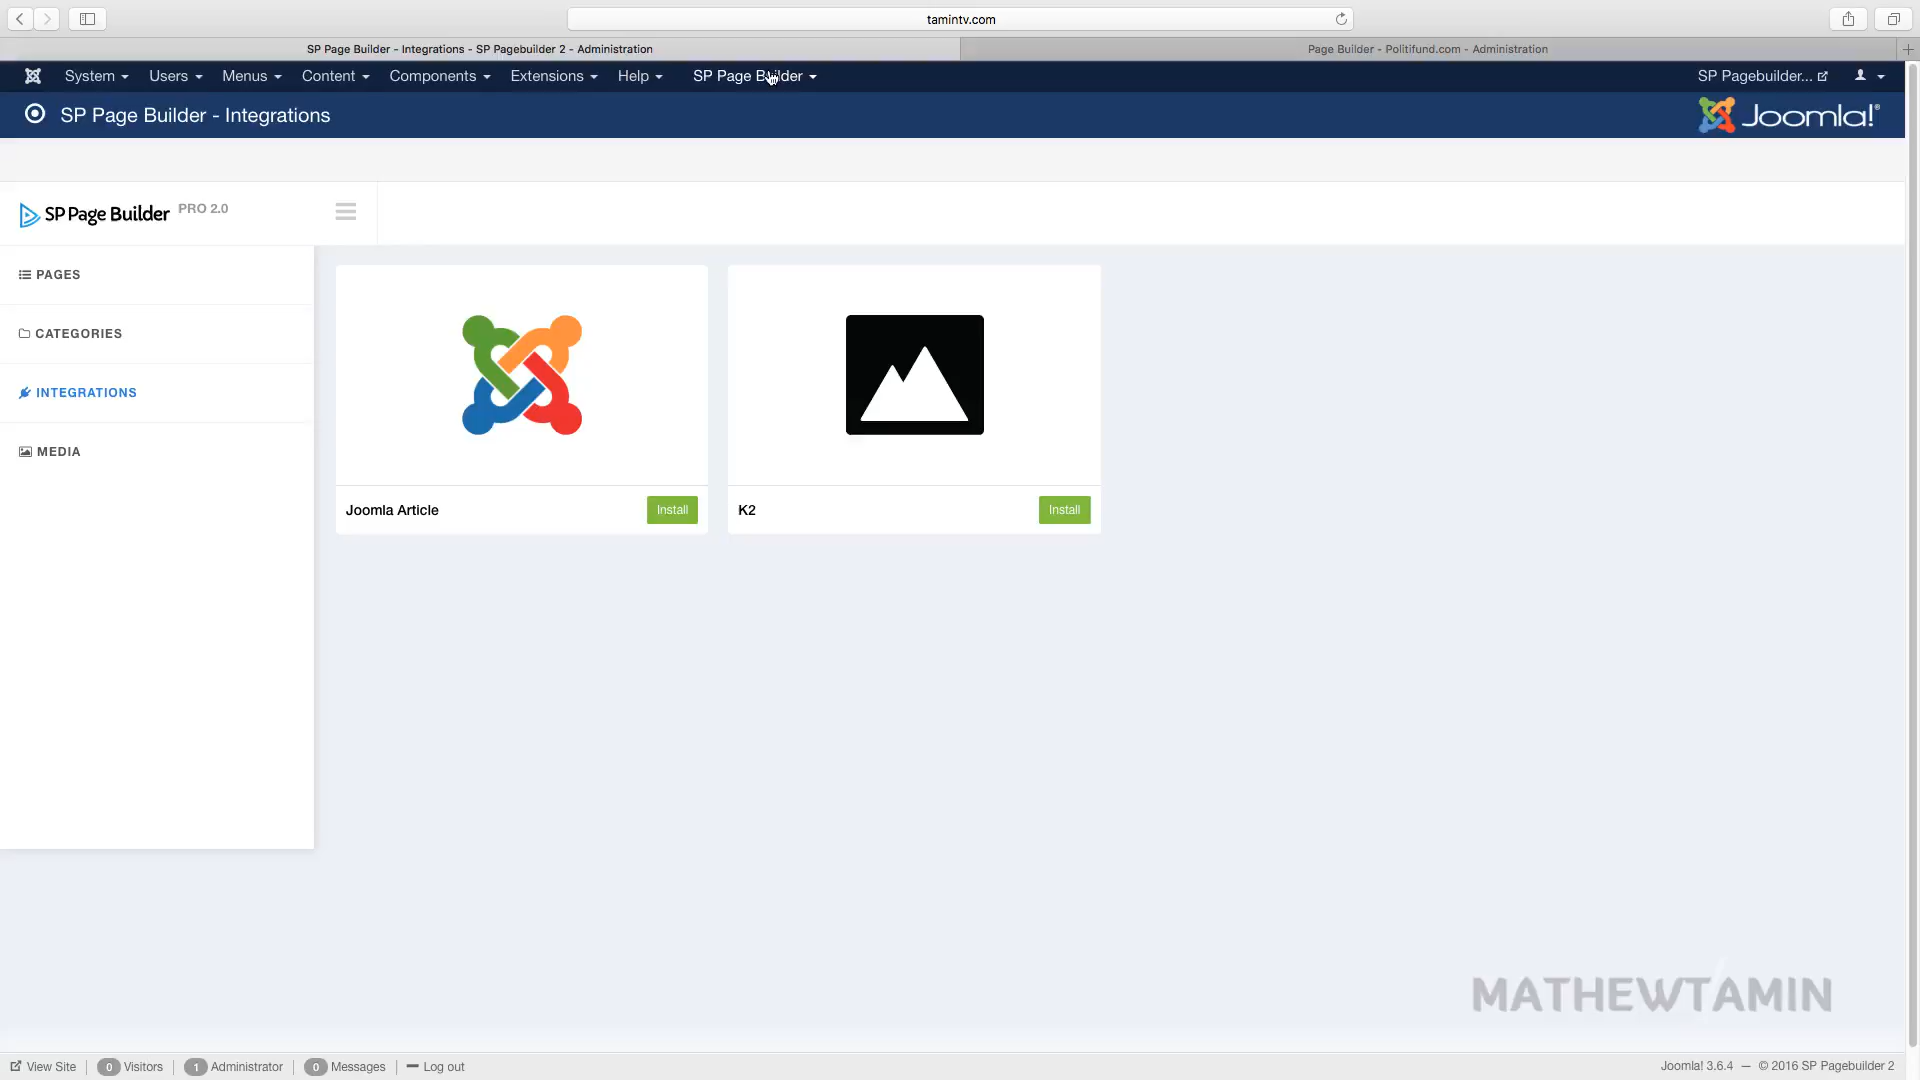 tamintv.com
SP Page Builder - Integrations - SP Pagebuilder 2 - Administration
Page Builder - Politifund.com - Administration
System Users Menus Content Components Extensions Help SP Page Builder SP Pagebuilder...
SP Page Builder - Integrations
Joomla!®
SP Page Builder PRO 2.0
PAGES
CATEGORIES
INTEGRATIONS
MEDIA
Joomla Article Install
K2 Install
MATHEWTAMIN
View Site 0 Visitors 1 Administrator 0 Messages Log out
Joomla! 3.6.4 — © 2016 SP Pagebuilder 2